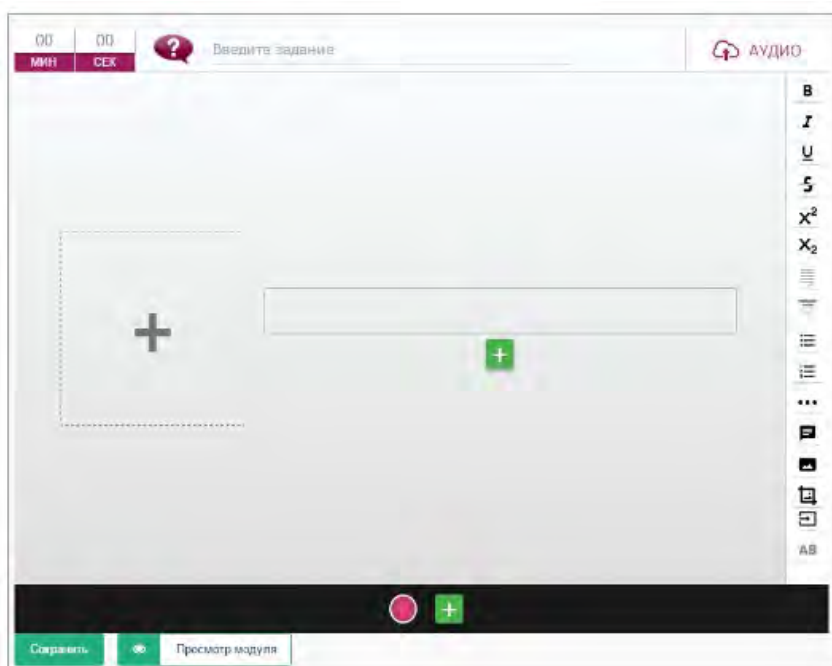 00 00
МИН СЕК
?
Введите задание
АУДИО
B
I
U
S
X²
X₂
AB
Сохранить
Просмотр модуля